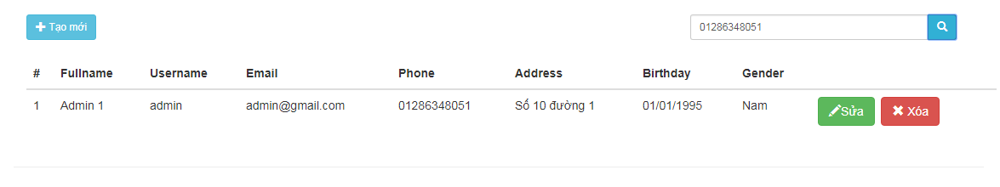 Tạo mới 01286348051
# Fullname Username Email Phone Address Birthday Gender
1 Admin 1 admin admin@gmail.com 01286348051 Số 10 đường 1 01/01/1995 Nam Sửa Xóa